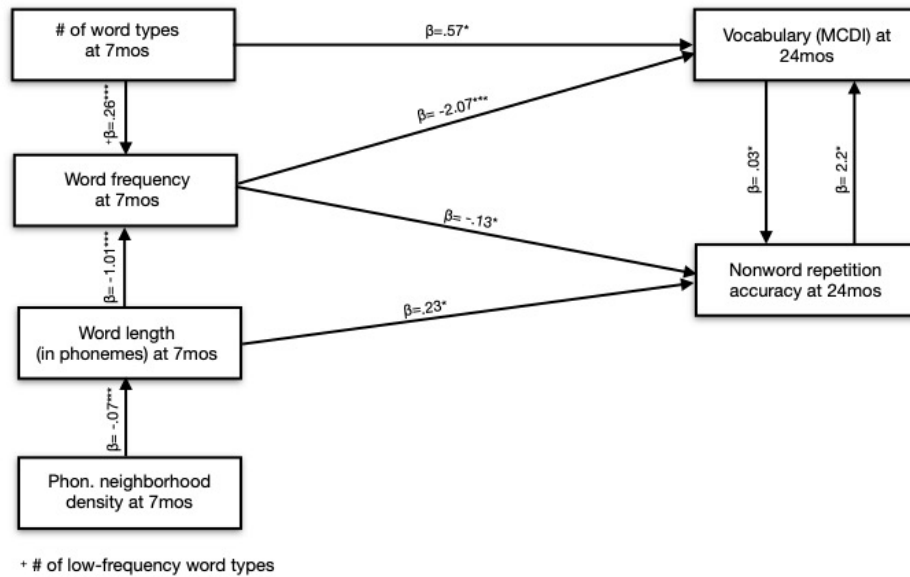 # of word types
at 7mos
β=.57*
Vocabulary (MCDI) at
24mos
+β=.26***
β= -2.07***
β= .03*
β= 2.2*
Word frequency
at 7mos
β= -.13*
β= -1.01***
Nonword repetition
accuracy at 24mos
β=.23*
Word length
(in phonemes) at 7mos
β= -.07***
Phon. neighborhood
density at 7mos
+ # of low-frequency word types